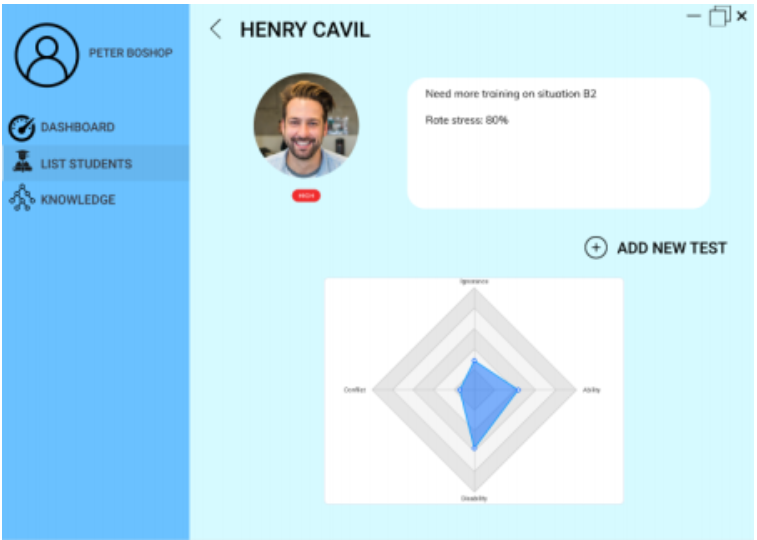 PETER BOSHOP
DASHBOARD
LIST STUDENTS
KNOWLEDGE
HENRY CAVIL
HIGH
Need more training on situation B2
Rate stress: 80%
ADD NEW TEST
Ignorance
Conflict
Ability
Disability